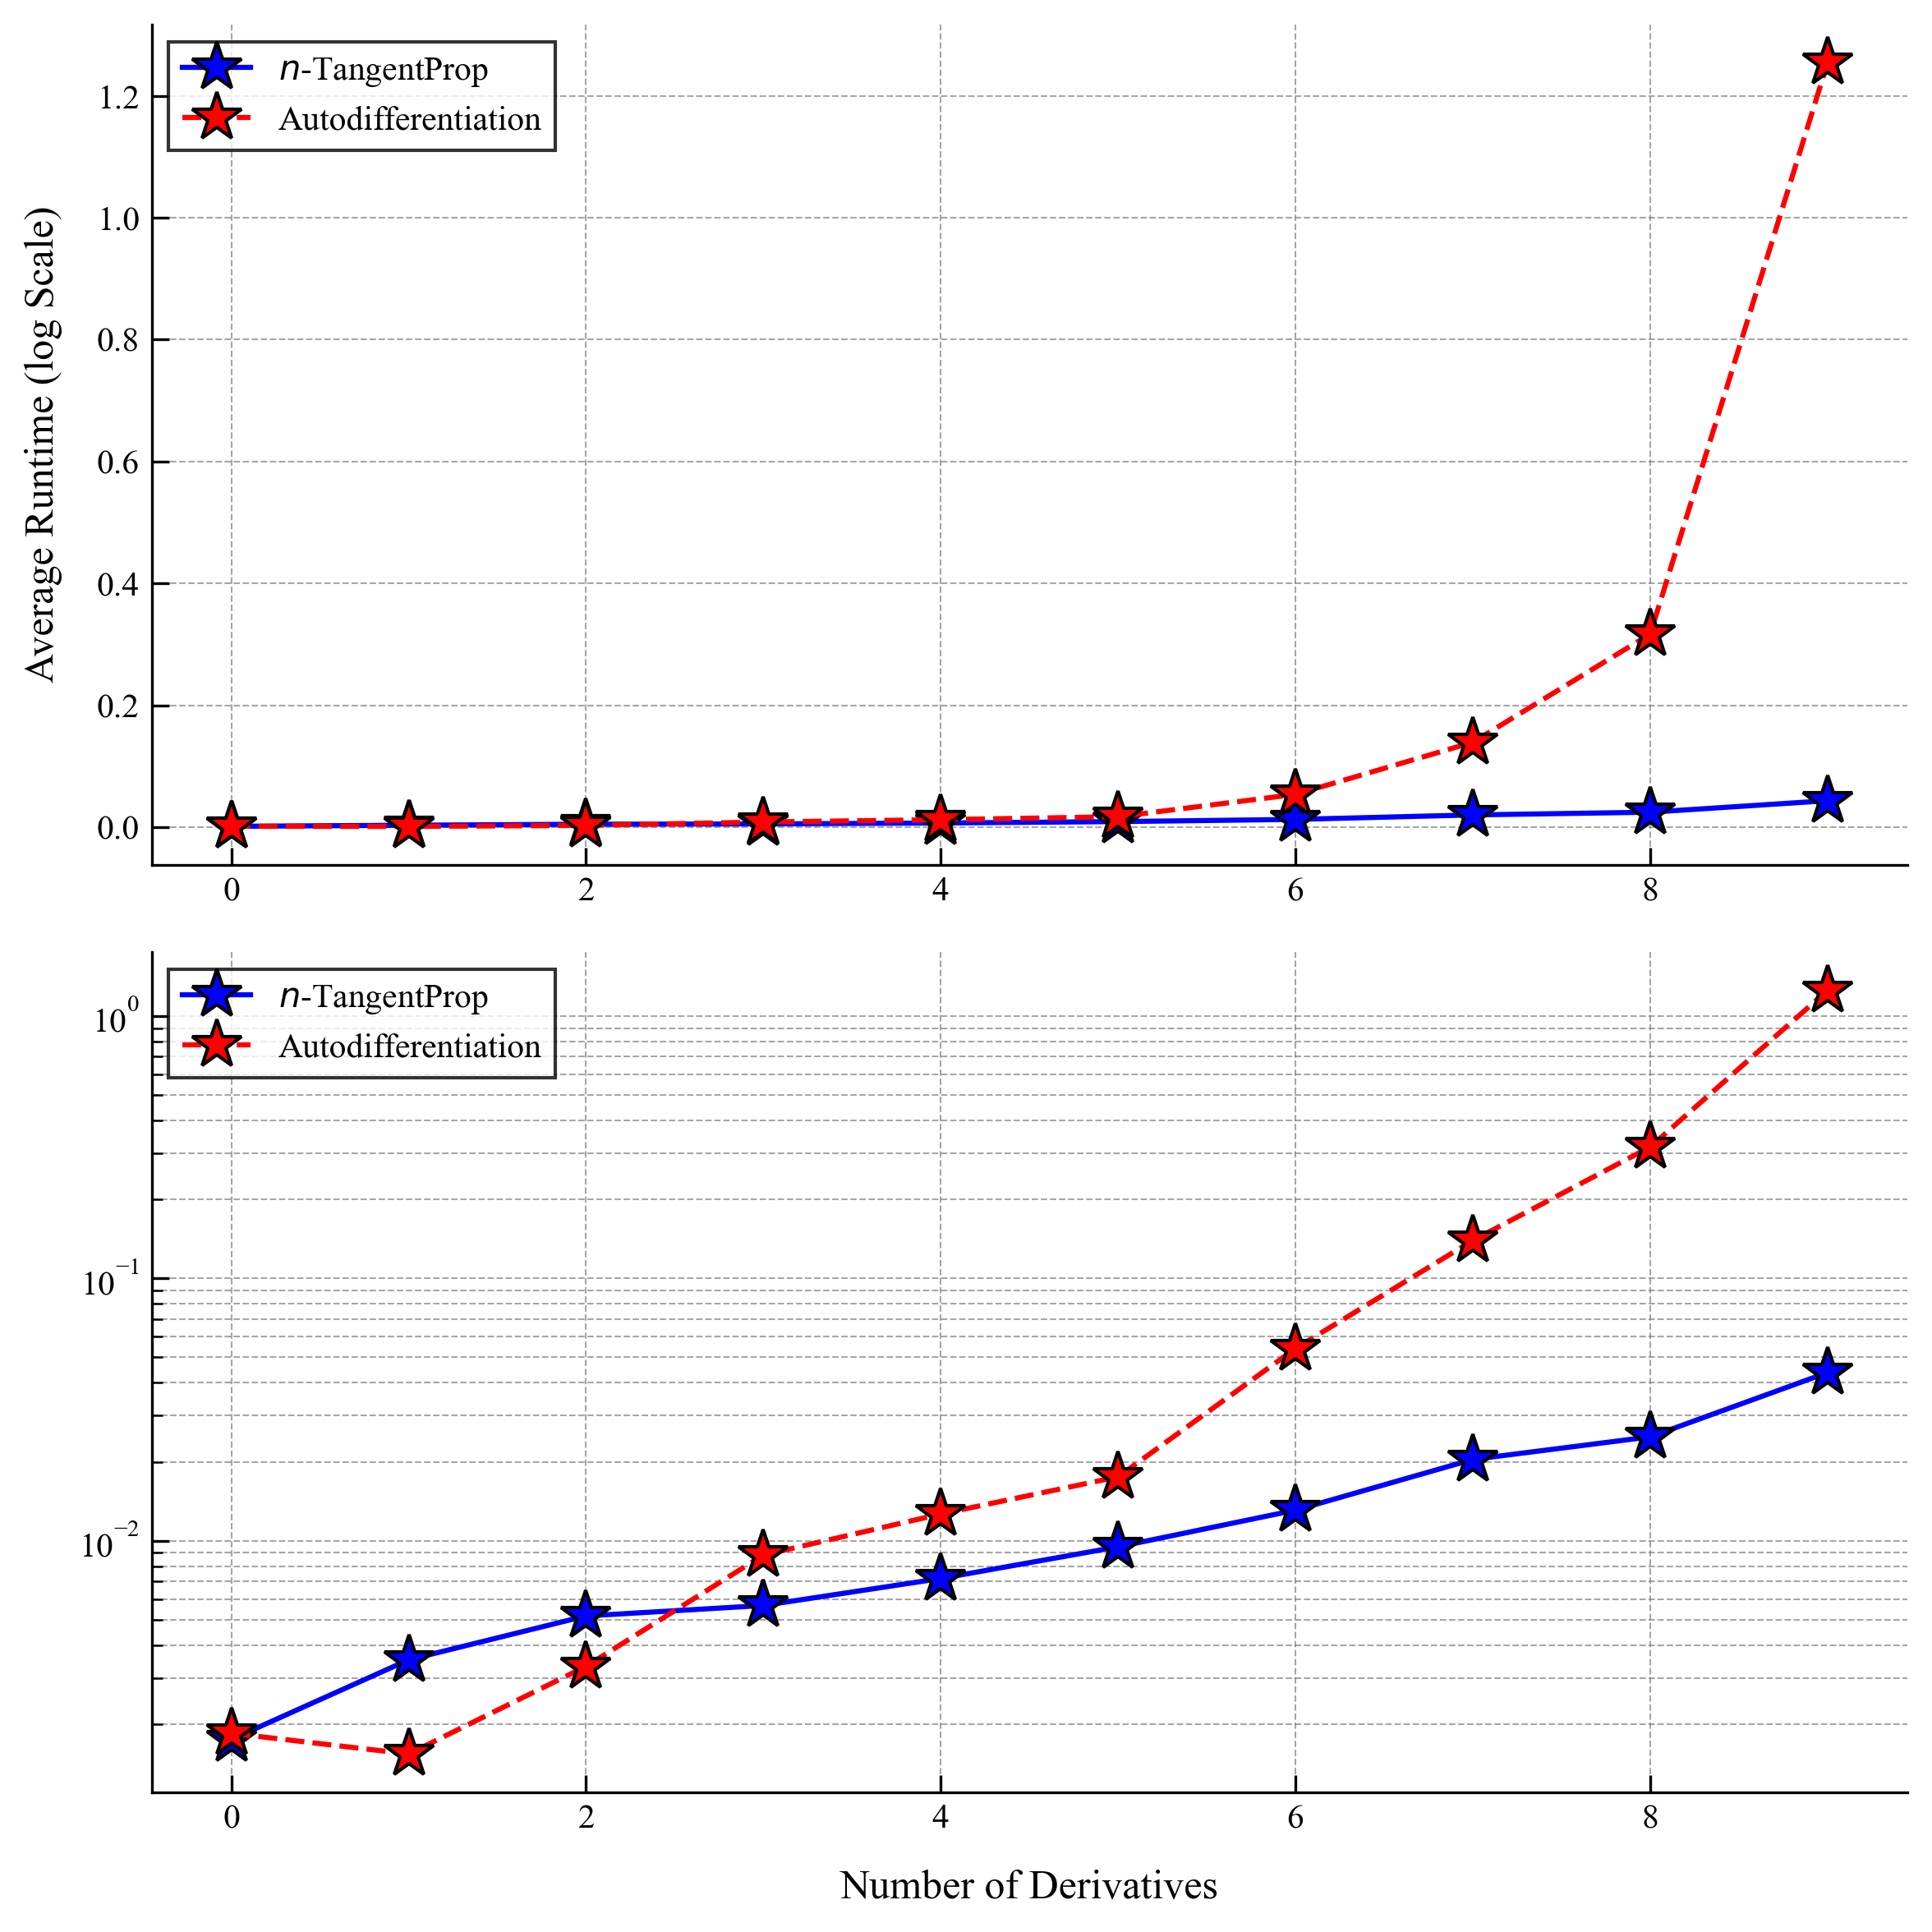 n-TangentProp
Autodifferentiation
Average Runtime (log Scale)
1.2
1.0
0.8
0.6
0.4
0.2
0.0
0 2 4 6 8
n-TangentProp
Autodifferentiation
10⁰
10⁻¹
10⁻²
0 2 4 6 8
Number of Derivatives